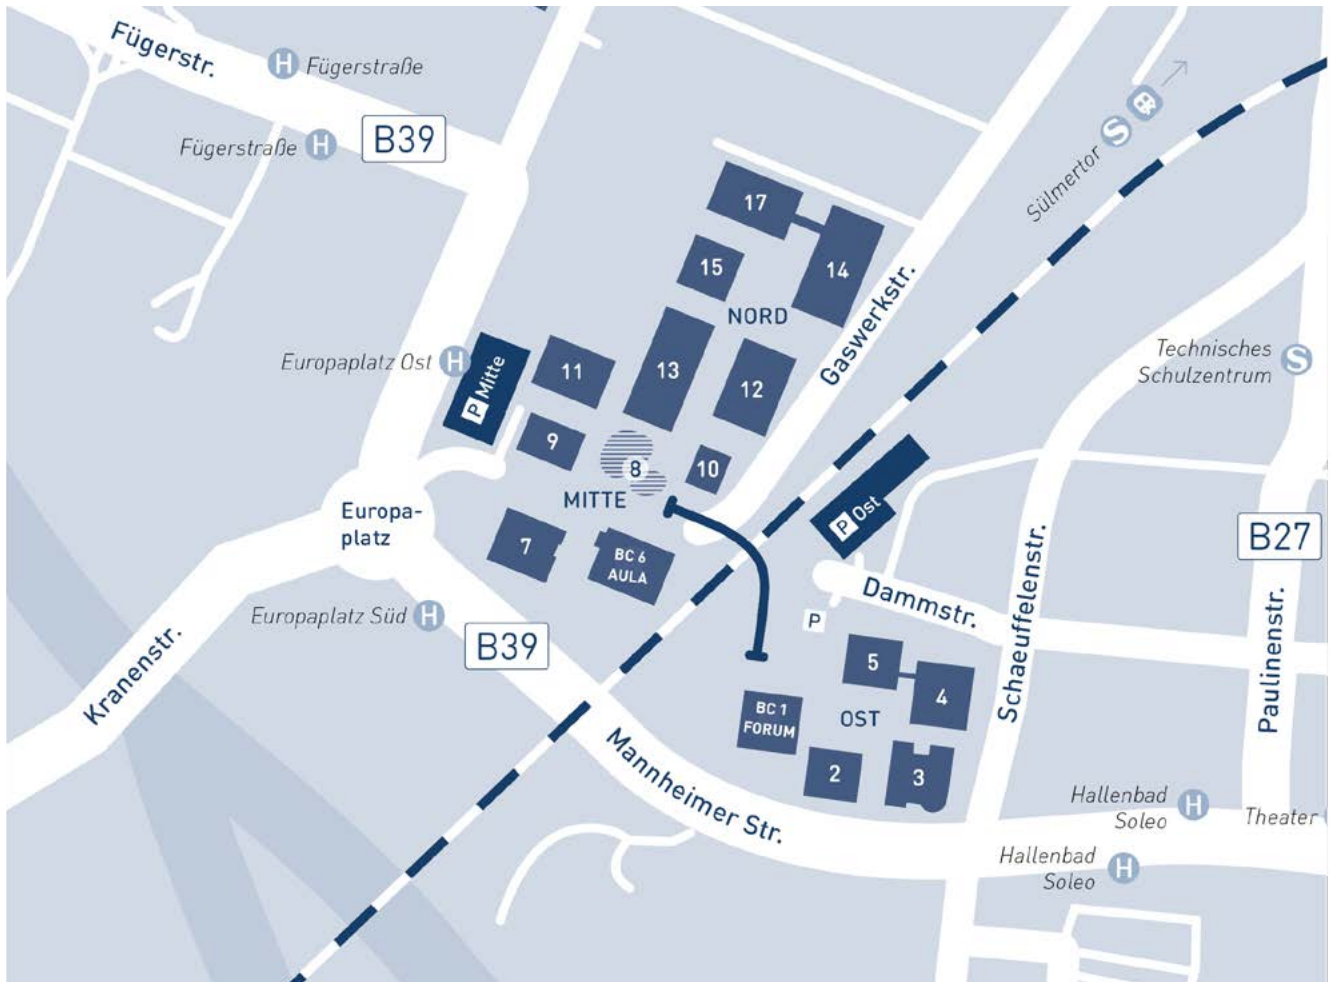 Fügerstr.
H Fügerstraße
Fügerstraße H
B39
Sülmertor S
17
15
14
NORD
Gaswerkstr.
Europaplatz Ost H
P Mitte
11
13
12
9
8
10
MITTE
Technisches
Schulzentrum
S
Europa-
platz
7
BC 6
AULA
P Ost
B27
Dammstr.
Schaeuffelenstr.
Paulinenstr.
Europaplatz Süd H
B39
P
Kranenstr.
5
4
BC 1
FORUM
OST
2
3
Mannheimer Str.
Hallenbad
Soleo
H
Theater
Hallenbad
Soleo
H